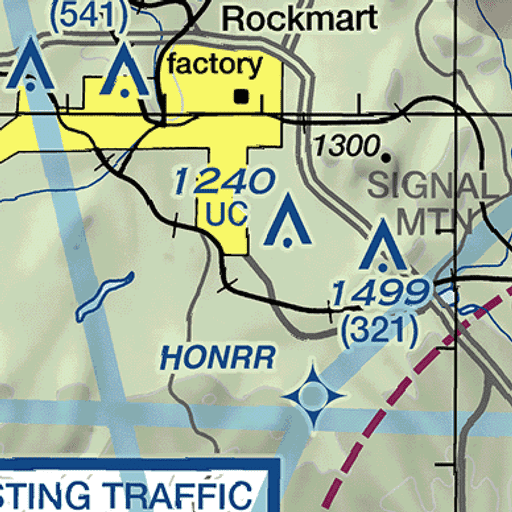 (541)
Rockmart
factory
1300
1240
UC
SIGNAL
MTN
1499
(321)
HONRR
STING TRAFFIC